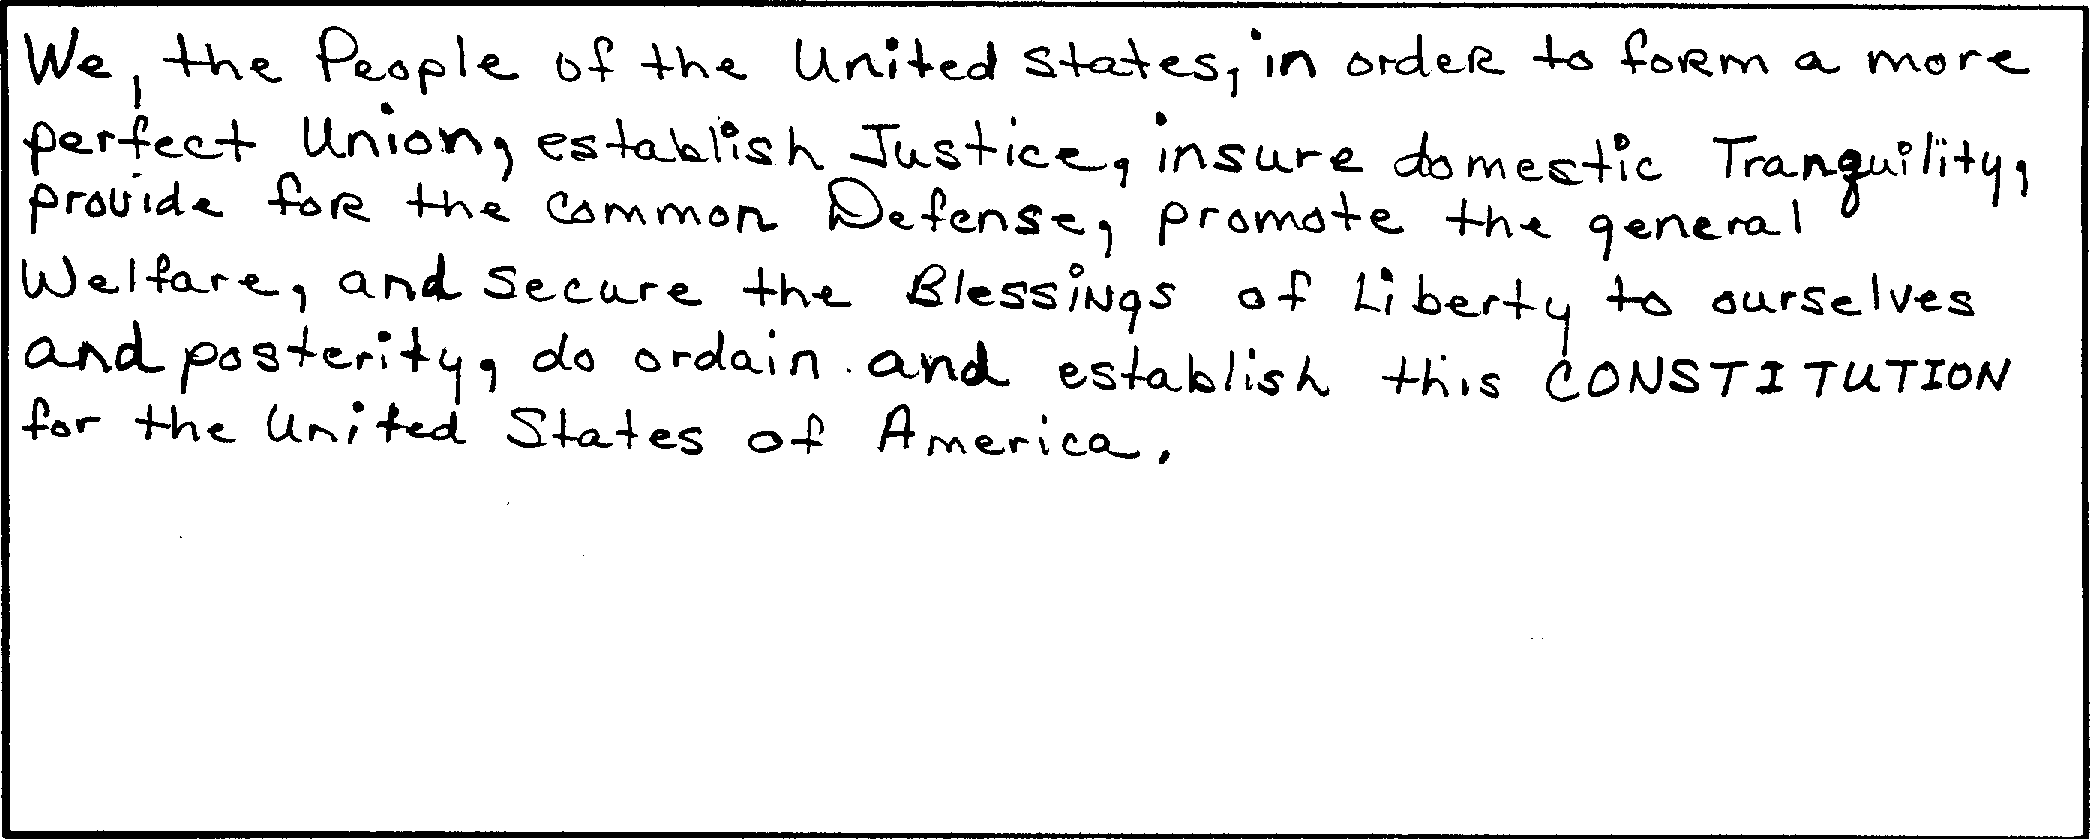 We, the People of the United States, in order to form a more
perfect Union, establish Justice, insure domestic Tranquility,
provide for the common Defense, promote the general
Welfare, and secure the Blessings of Liberty to ourselves
and posterity, do ordain and establish this CONSTITUTION
for the United States of America.